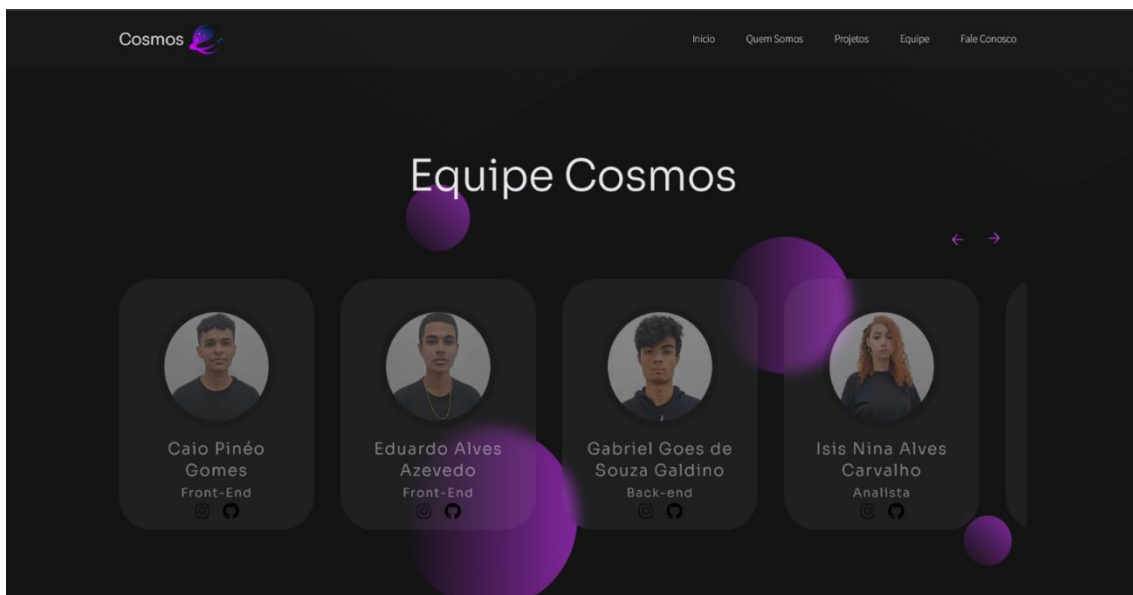 Cosmos
Inicio Quem Somos Projetos Equipe Fale Conosco
Equipe Cosmos
Caio Pinéo
Gomes
Front-End
Eduardo Alves
Azevedo
Front-End
Gabriel Goes de
Souza Galdino
Back-end
Isis Nina Alves
Carvalho
Analista